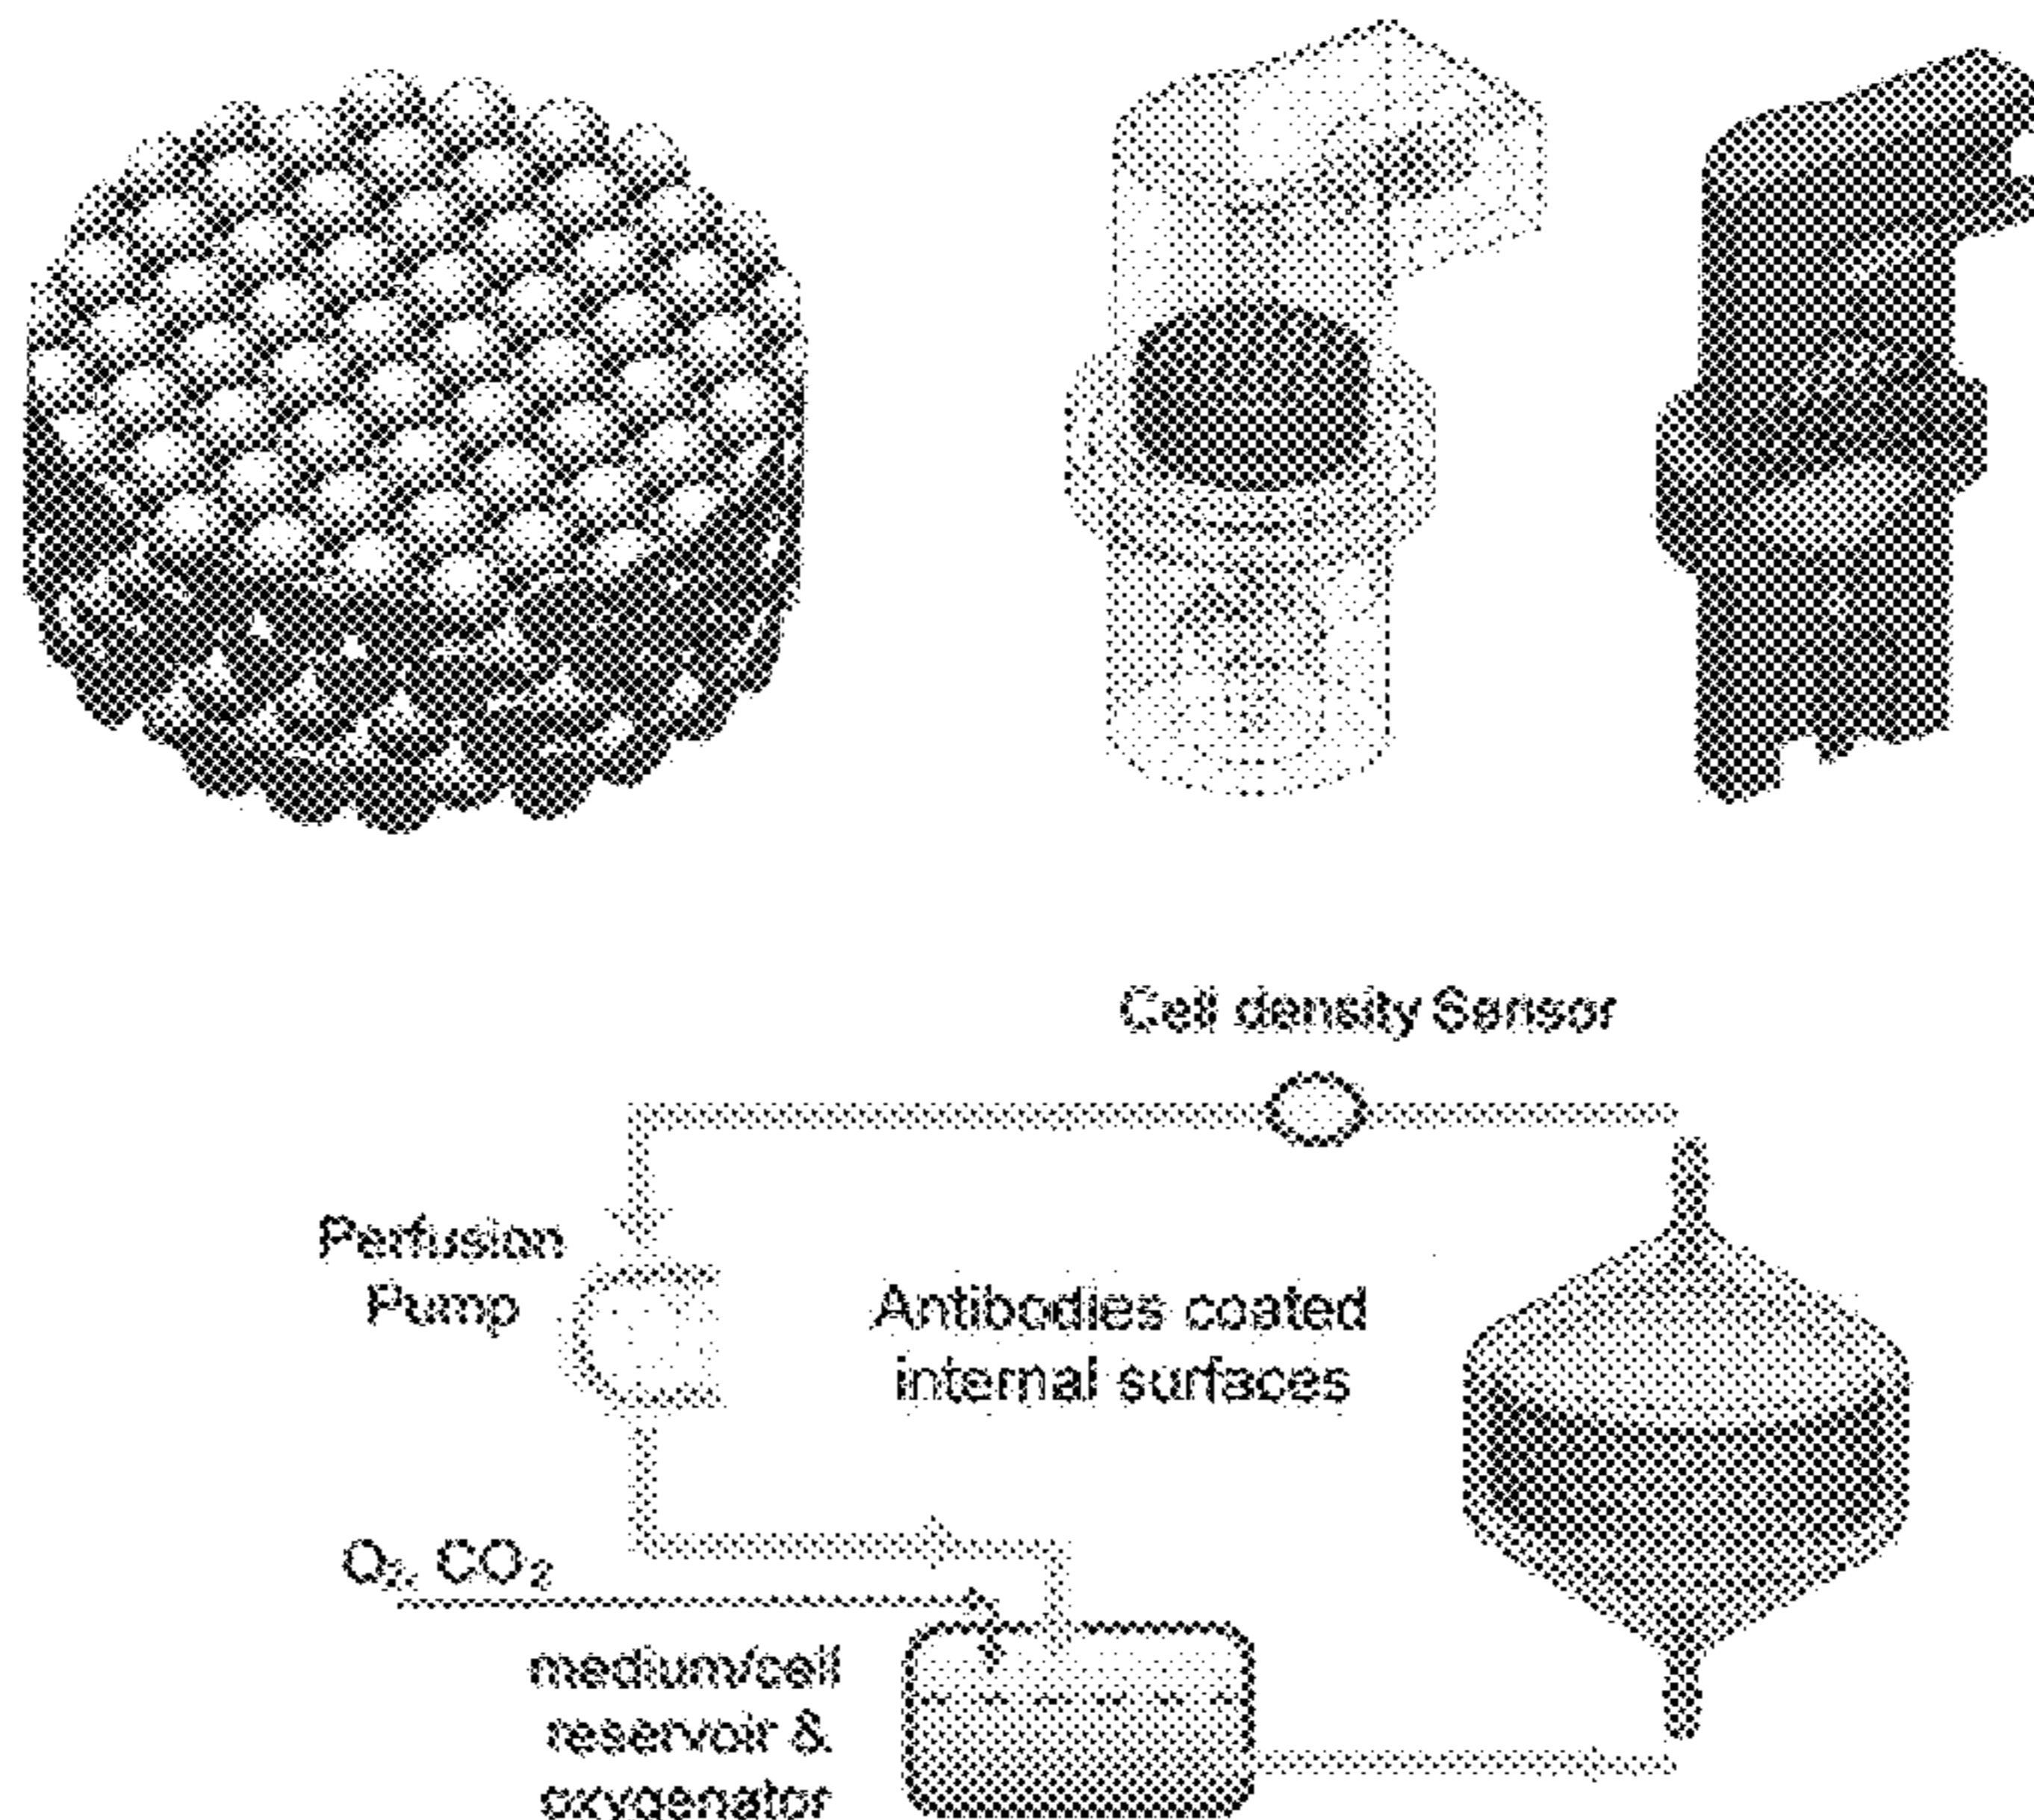 Cell density Sensor
Perfusion
Pump
Antibodies coated
internal surfaces
O₂, CO₂
medium/cell
reservoir &
oxygenator